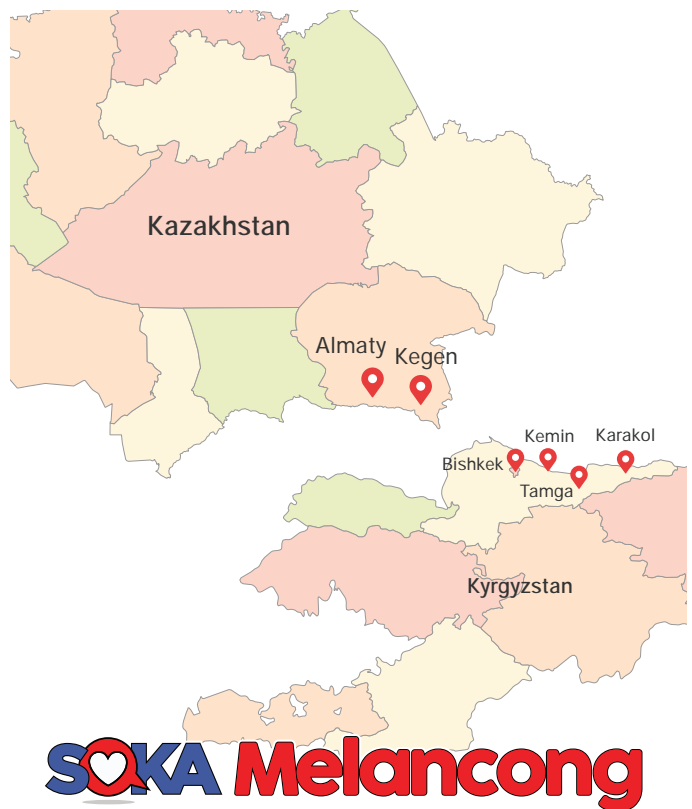 Kazakhstan
Almaty
Kegen
Kemin
Karakol
Bishkek
Tamga
Kyrgyzstan
SOKA Melancong